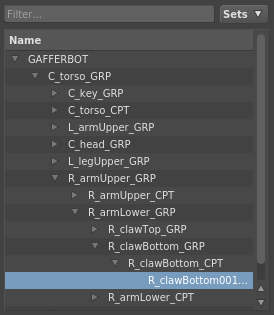 Filter...
Sets
Name
GAFFERBOT
C_torso_GRP
C_key_GRP
C_torso_CPT
L_armUpper_GRP
C_head_GRP
L_legUpper_GRP
R_armUpper_GRP
R_armUpper_CPT
R_armLower_GRP
R_clawTop_GRP
R_clawBottom_GRP
R_clawBottom_CPT
R_clawBottom001...
R_armLower_CPT